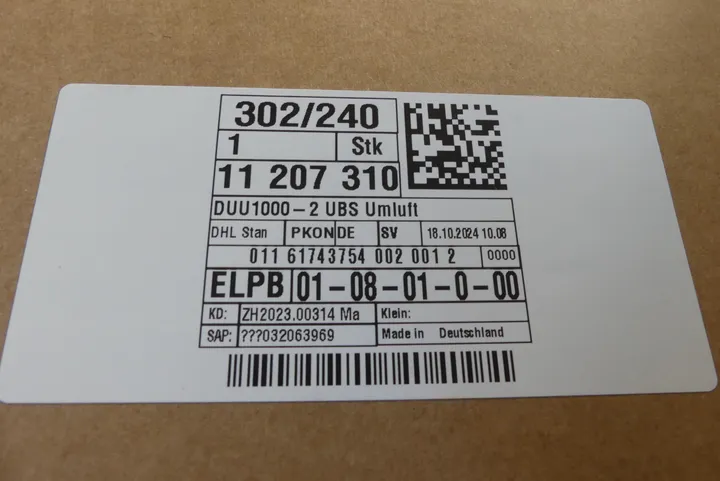 302/240
1 Stk
11 207 310
DUU1000-2 UBS Umluft
DHL Stan PKON DE SV 18.10.2024 10.08
011 61743754 002 001 2 0000
ELPB 01-08-01-0-00
KD: ZH2023.00314 Ma Klein:
SAP: ???032063969 Made in Deutschland